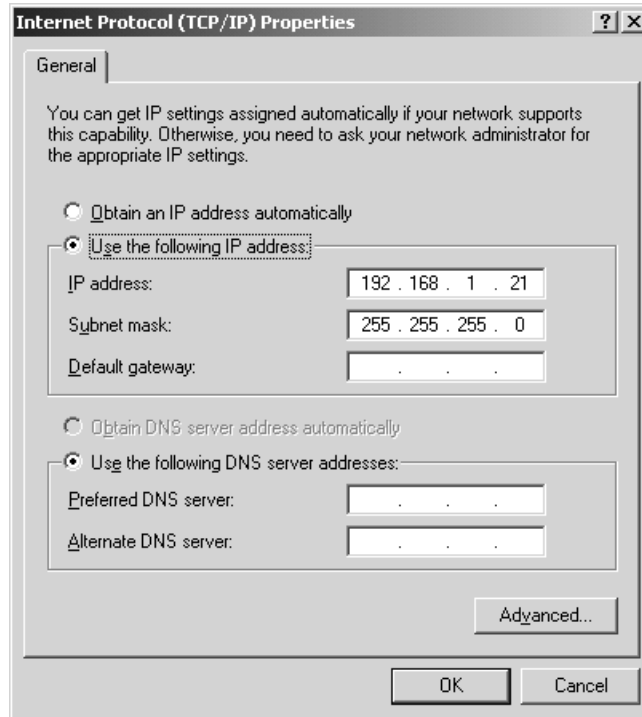 Internet Protocol (TCP/IP) Properties
General
You can get IP settings assigned automatically if your network supports
this capability. Otherwise, you need to ask your network administrator for
the appropriate IP settings.
Obtain an IP address automatically
Use the following IP address:
IP address: 192 . 168 . 1 . 21
Subnet mask: 255 . 255 . 255 . 0
Default gateway: . . .
Obtain DNS server address automatically
Use the following DNS server addresses:
Preferred DNS server: . . .
Alternate DNS server: . . .
Advanced...
OK Cancel